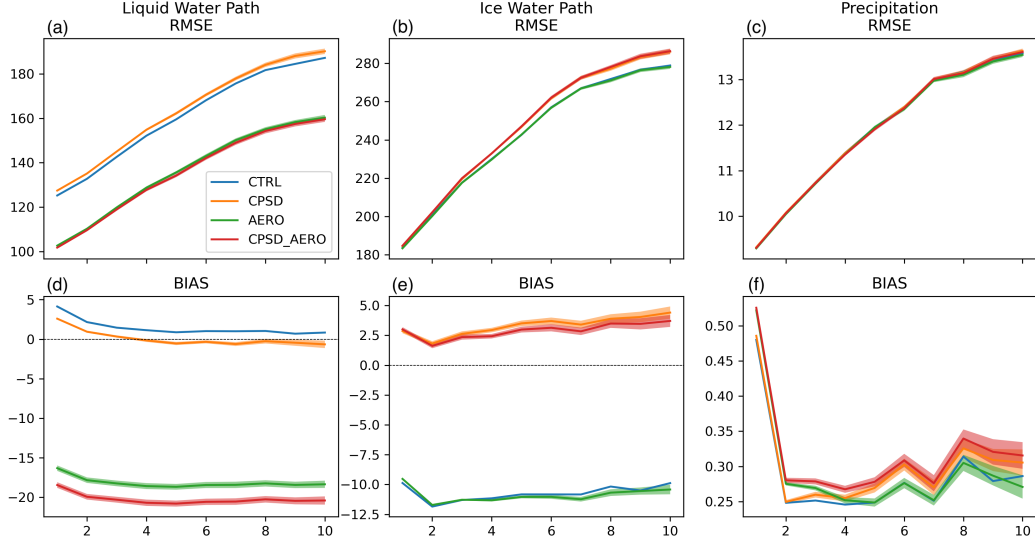 Liquid Water Path
(a) RMSE
180
160
140
120
100
CTRL
CPSD
AERO
CPSD_AERO
Ice Water Path
(b) RMSE
280
260
240
220
200
180
Precipitation
(c) RMSE
13
12
11
10
(d) BIAS
5
0
−5
−10
−15
−20
2 4 6 8 10
(e) BIAS
5.0
2.5
0.0
−2.5
−5.0
−7.5
−10.0
−12.5
2 4 6 8 10
(f) BIAS
0.50
0.45
0.40
0.35
0.30
0.25
2 4 6 8 10